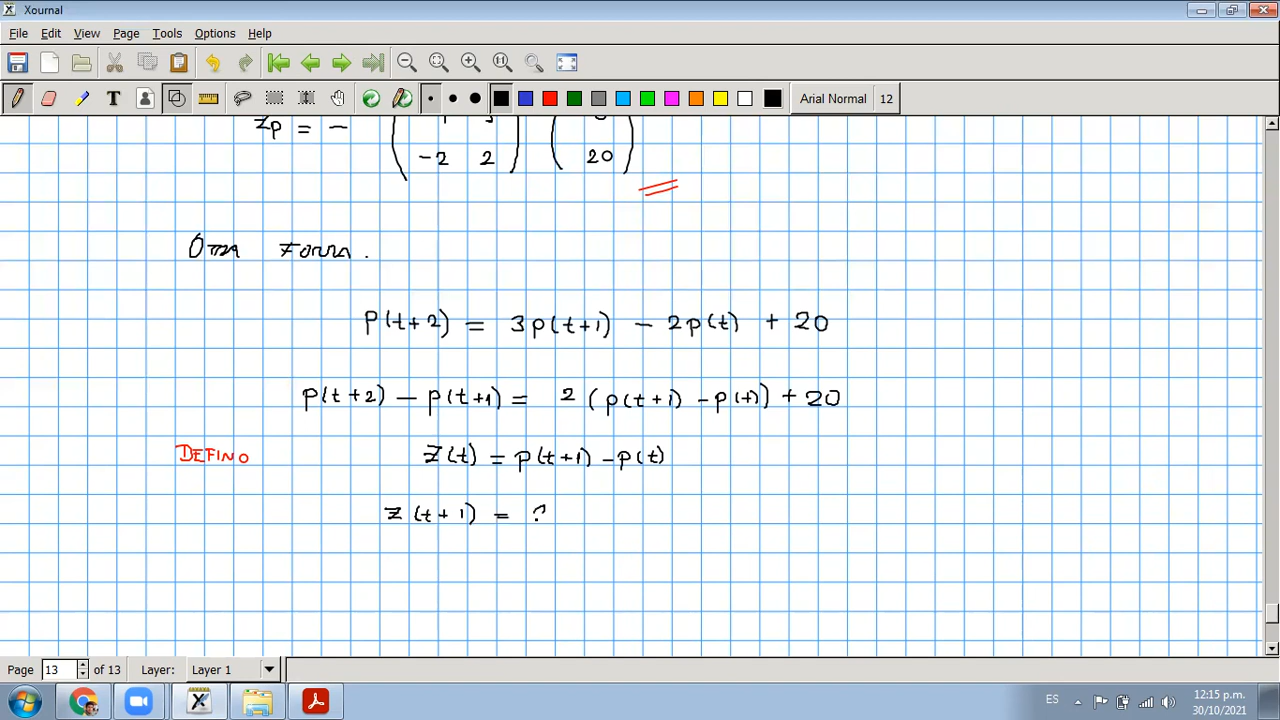 Xournal
File Edit View Page Tools Options Help
Arial Normal 12
Zp = -
-2 2 20
OTRA FORMA.
p(t+2) = 3p(t+1) - 2p(t) + 20
p(t+2) - p(t+1) = 2 (p(t+1) - p(t)) + 20
DEFINO Z(t) = p(t+1) - p(t)
Z(t+1) = ?
Page 13 of 13 Layer: Layer 1
ES 12:15 p.m.
30/10/2021